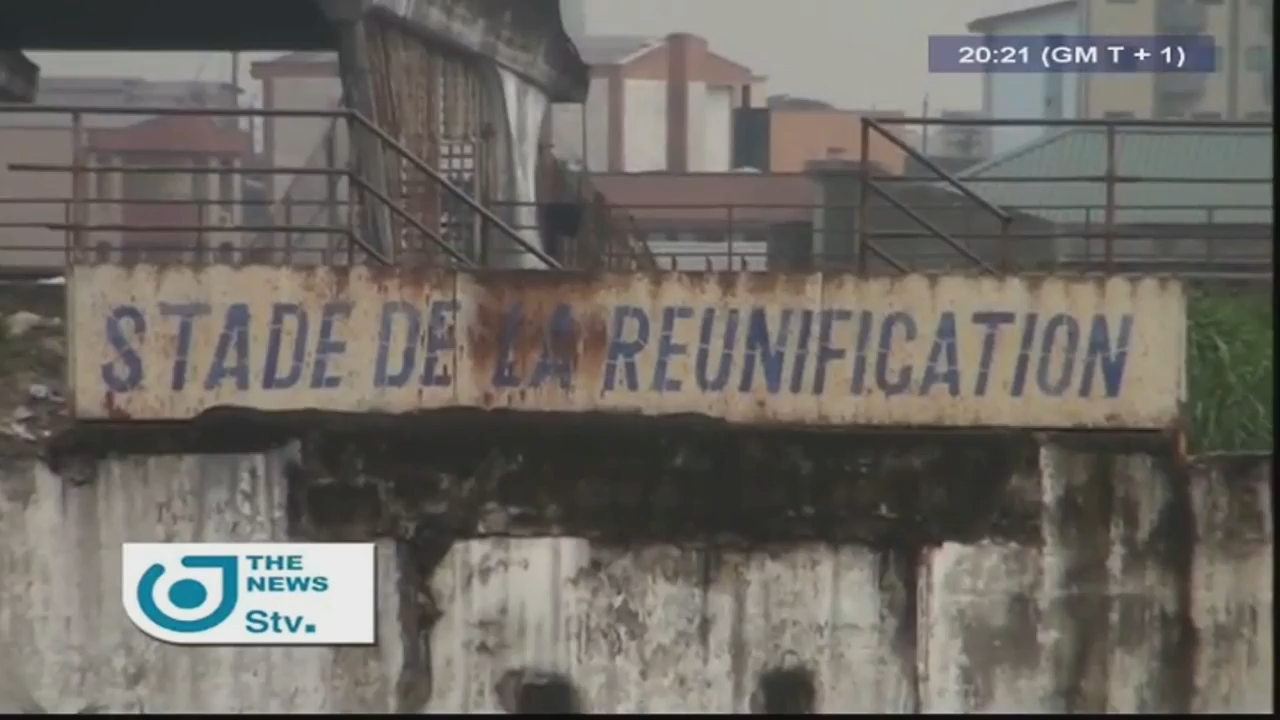 20:21 (GM T + 1)
STADE DE LA REUNIFICATION
THE
NEWS
Stv.